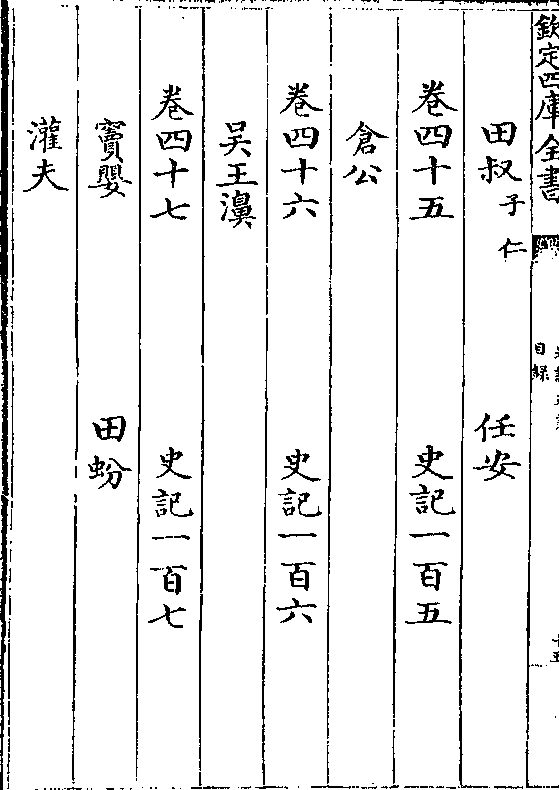 欽定四庫全書
目錄
田叔 子仁 任安
卷四十五 史記一百五
倉公
卷四十六 史記一百六
吳王濞
卷四十七 史記一百七
竇嬰 田蚡
灌夫